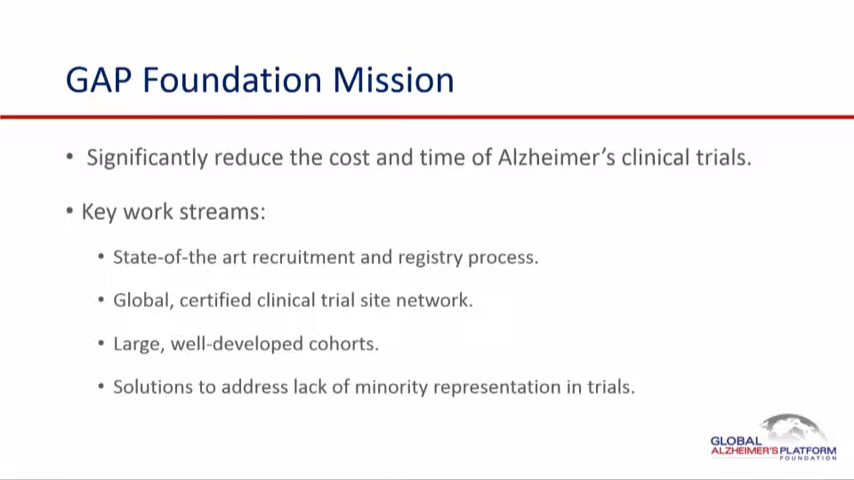 GAP Foundation Mission
• Significantly reduce the cost and time of Alzheimer's clinical trials.
• Key work streams:
• State-of-the art recruitment and registry process.
• Global, certified clinical trial site network.
• Large, well-developed cohorts.
• Solutions to address lack of minority representation in trials.
GLOBAL
ALZHEIMER'S PLATFORM
FOUNDATION